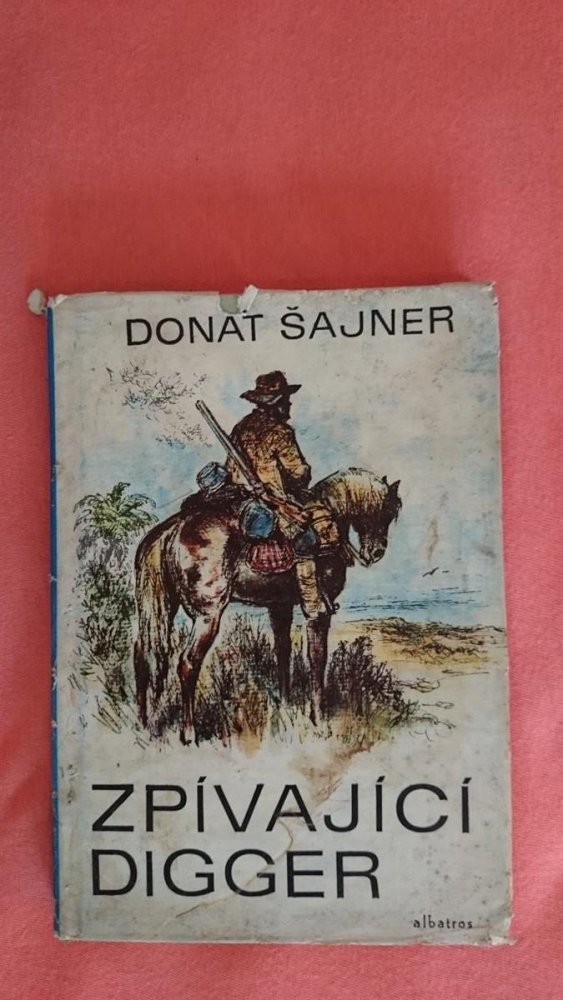 DONÁT ŠAJNER
ZPÍVAJÍCÍ
DIGGER
albatros